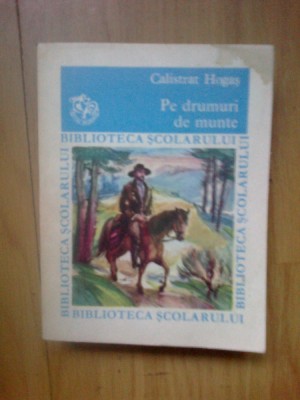 Calistrat Hogaș
Pe drumuri
de munte
BIBLIOTECA ȘCOLARULUI
BIBLIOTECA ȘCOLARULUI
BIBLIOTECA ȘCOLARULUI
BIBLIOTECA ȘCOLARULUI